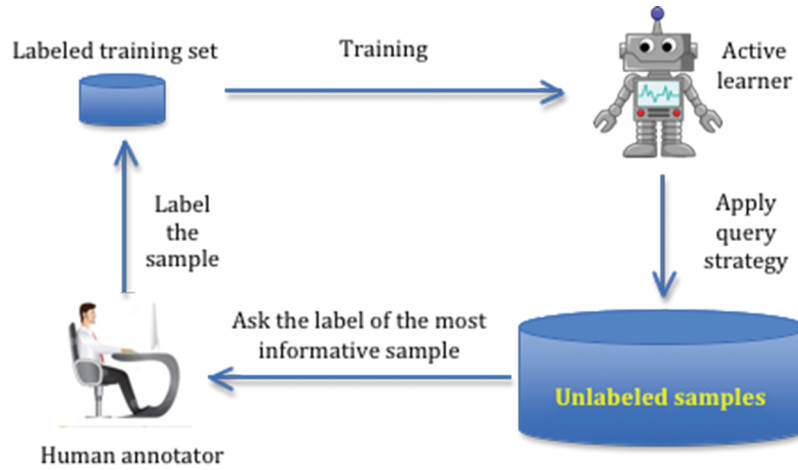 Labeled training set
Training
Active
learner
Label
the
sample
Apply
query
strategy
Ask the label of the most
informative sample
Unlabeled samples
Human annotator